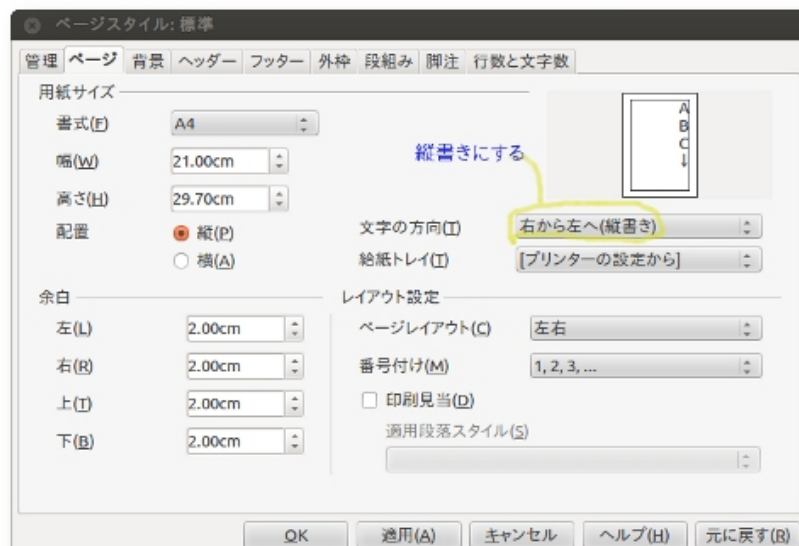 ページスタイル: 標準
管理 ページ 背景 ヘッダー フッター 外枠 段組み 脚注 行数と文字数
用紙サイズ
書式(F) A4
幅(W) 21.00cm
高さ(H) 29.70cm
配置 縦(P)
横(A)
A
B
C
↓
縦書きにする
文字の方向(T) 右から左へ(縦書き)
給紙トレイ(T) [プリンターの設定から]
余白
左(L) 2.00cm
右(R) 2.00cm
上(T) 2.00cm
下(B) 2.00cm
レイアウト設定
ページレイアウト(C) 左右
番号付け(M) 1, 2, 3, ...
印刷見当(D)
適用段落スタイル(S)
OK 適用(A) キャンセル ヘルプ(H) 元に戻す(R)